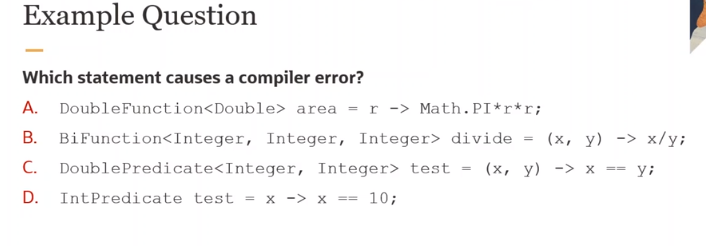 Example Question
Which statement causes a compiler error?
A. DoubleFunction<Double> area = r -> Math.PI*r*r;
B. BiFunction<Integer, Integer, Integer> divide = (x, y) -> x/y;
C. DoublePredicate<Integer, Integer> test = (x, y) -> x == y;
D. IntPredicate test = x -> x == 10;